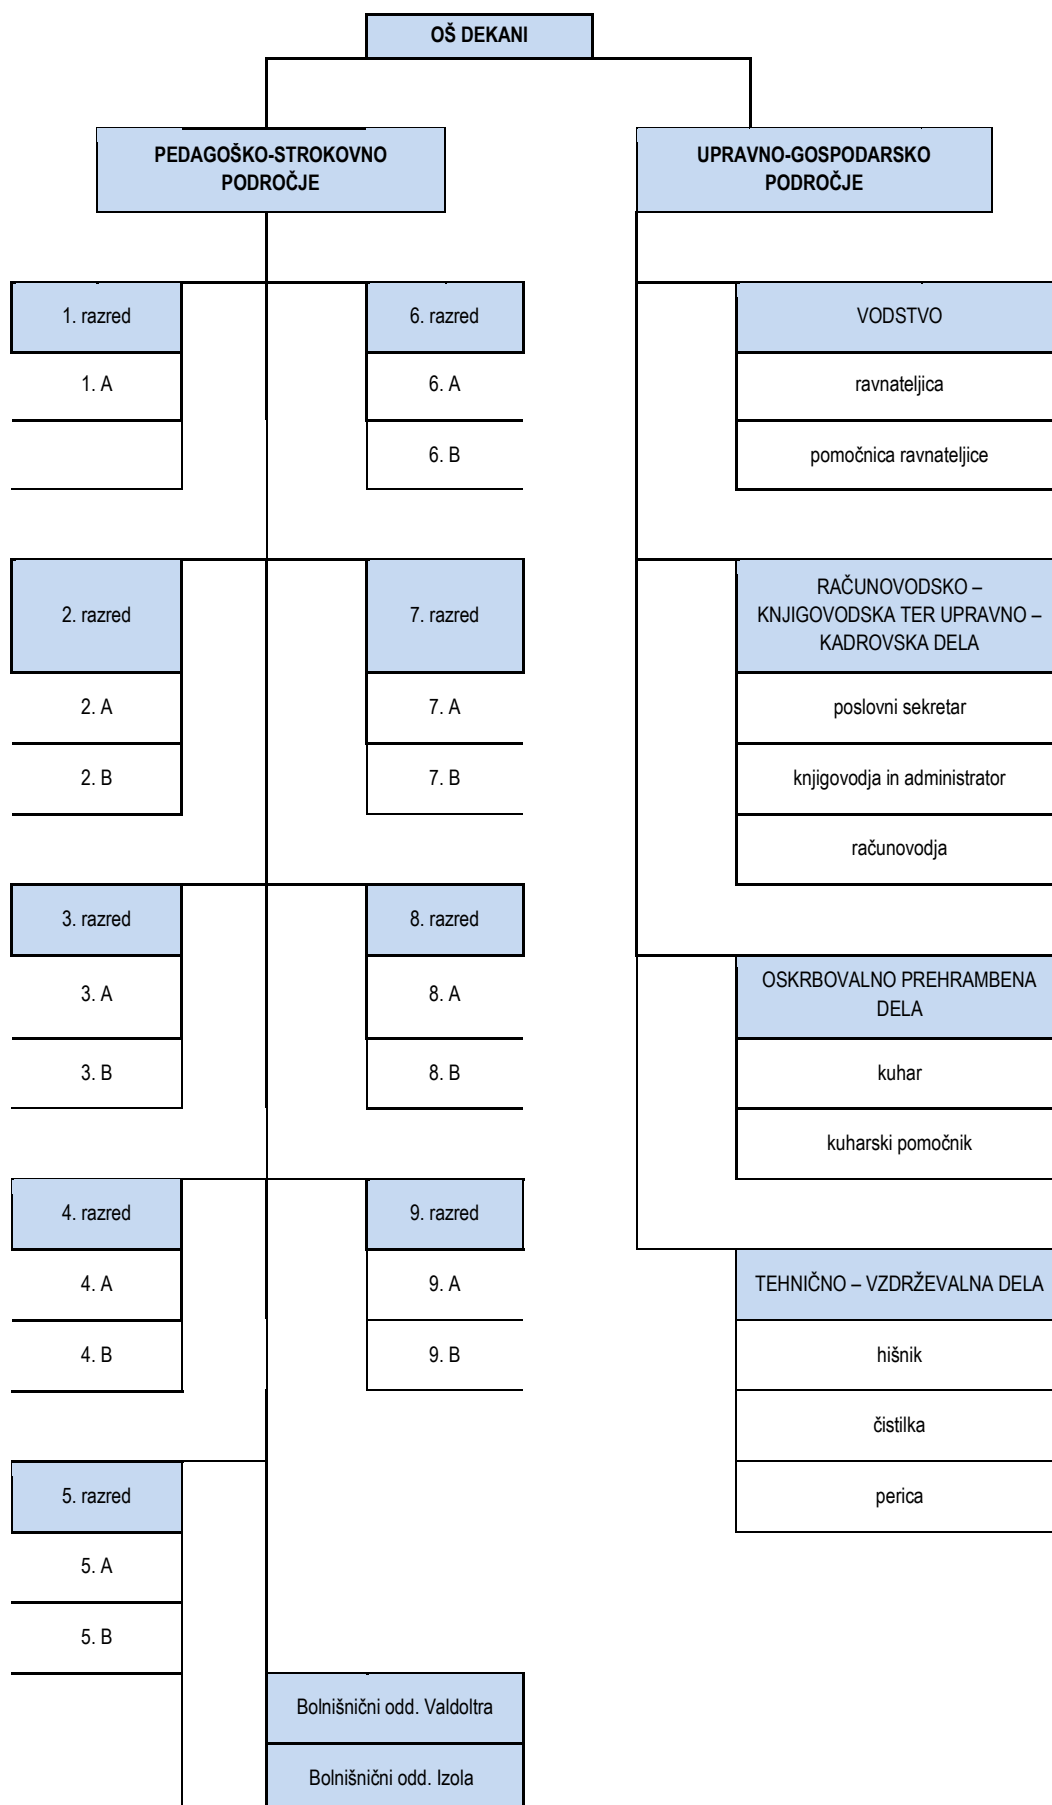 OŠ DEKANI
PEDAGOŠKO-STROKOVNO
PODROČJE
UPRAVNO-GOSPODARSKO
PODROČJE
1. razred
1. A
6. razred
6. A
6. B
2. razred
2. A
2. B
7. razred
7. A
7. B
3. razred
3. A
3. B
8. razred
8. A
8. B
4. razred
4. A
4. B
9. razred
9. A
9. B
5. razred
5. A
5. B
Bolnišnični odd. Valdoltra
Bolnišnični odd. Izola
VODSTVO
ravnateljica
pomočnica ravnateljice
RAČUNOVODSKO –
KNJIGOVODSKA TER UPRAVNO –
KADROVSKA DELA
poslovni sekretar
knjigovodja in administrator
računovodja
OSKRBOVALNO PREHRAMBENA
DELA
kuhar
kuharski pomočnik
TEHNIČNO – VZDRŽEVALNA DELA
hišnik
čistilka
perica